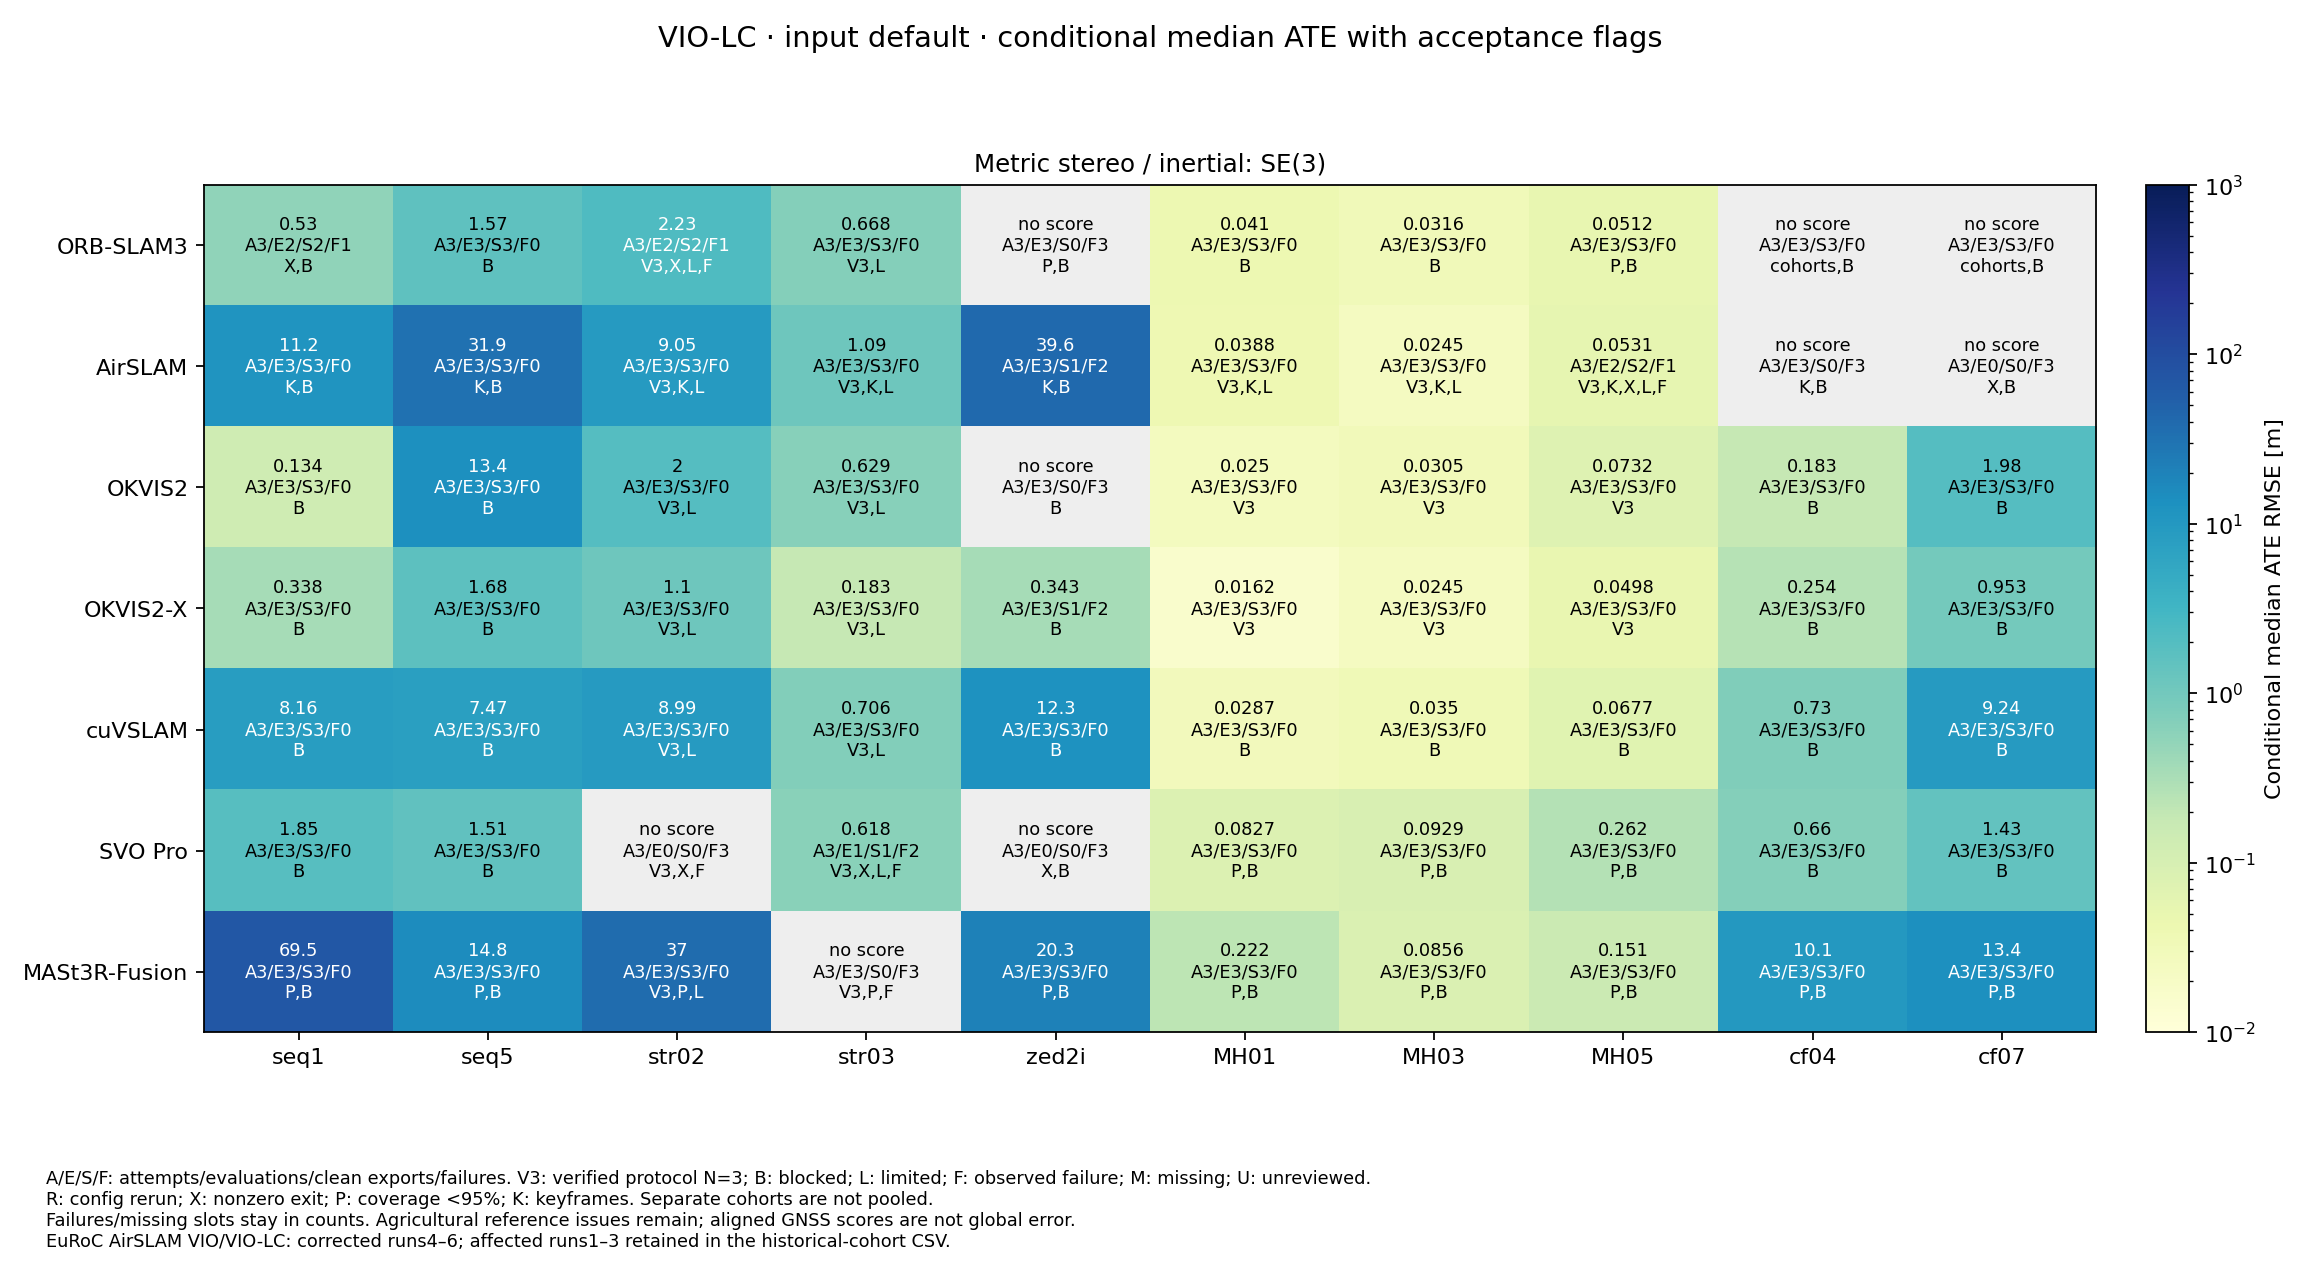 VIO-LC · input default · conditional median ATE with acceptance flags
Metric stereo / inertial: SE(3)
ORB-SLAM3
0.53
A3/E2/S2/F1
X,B
1.57
A3/E3/S3/F0
B
2.23
A3/E2/S2/F1
V3,X,L,F
0.668
A3/E3/S3/F0
V3,L
no score
A3/E3/S0/F3
P,B
0.041
A3/E3/S3/F0
B
0.0316
A3/E3/S3/F0
B
0.0512
A3/E3/S3/F0
P,B
no score
A3/E3/S3/F0
cohorts,B
no score
A3/E3/S3/F0
cohorts,B
AirSLAM
11.2
A3/E3/S3/F0
K,B
31.9
A3/E3/S3/F0
K,B
9.05
A3/E3/S3/F0
V3,K,L
1.09
A3/E3/S3/F0
V3,K,L
39.6
A3/E3/S1/F2
K,B
0.0388
A3/E3/S3/F0
V3,K,L
0.0245
A3/E3/S3/F0
V3,K,L
0.0531
A3/E2/S2/F1
V3,K,X,L,F
no score
A3/E3/S0/F3
K,B
no score
A3/E0/S0/F3
X,B
OKVIS2
0.134
A3/E3/S3/F0
B
13.4
A3/E3/S3/F0
B
2
A3/E3/S3/F0
V3,L
0.629
A3/E3/S3/F0
V3,L
no score
A3/E3/S0/F3
B
0.025
A3/E3/S3/F0
V3
0.0305
A3/E3/S3/F0
V3
0.0732
A3/E3/S3/F0
V3
0.183
A3/E3/S3/F0
B
1.98
A3/E3/S3/F0
B
OKVIS2-X
0.338
A3/E3/S3/F0
B
1.68
A3/E3/S3/F0
B
1.1
A3/E3/S3/F0
V3,L
0.183
A3/E3/S3/F0
V3,L
0.343
A3/E3/S1/F2
B
0.0162
A3/E3/S3/F0
V3
0.0245
A3/E3/S3/F0
V3
0.0498
A3/E3/S3/F0
V3
0.254
A3/E3/S3/F0
B
0.953
A3/E3/S3/F0
B
cuVSLAM
8.16
A3/E3/S3/F0
B
7.47
A3/E3/S3/F0
B
8.99
A3/E3/S3/F0
V3,L
0.706
A3/E3/S3/F0
V3,L
12.3
A3/E3/S3/F0
B
0.0287
A3/E3/S3/F0
B
0.035
A3/E3/S3/F0
B
0.0677
A3/E3/S3/F0
B
0.73
A3/E3/S3/F0
B
9.24
A3/E3/S3/F0
B
SVO Pro
1.85
A3/E3/S3/F0
B
1.51
A3/E3/S3/F0
B
no score
A3/E0/S0/F3
V3,X,F
0.618
A3/E1/S1/F2
V3,X,L,F
no score
A3/E0/S0/F3
X,B
0.0827
A3/E3/S3/F0
P,B
0.0929
A3/E3/S3/F0
P,B
0.262
A3/E3/S3/F0
P,B
0.66
A3/E3/S3/F0
B
1.43
A3/E3/S3/F0
B
MASt3R-Fusion
69.5
A3/E3/S3/F0
P,B
14.8
A3/E3/S3/F0
P,B
37
A3/E3/S3/F0
V3,P,L
no score
A3/E3/S0/F3
V3,P,F
20.3
A3/E3/S3/F0
P,B
0.222
A3/E3/S3/F0
P,B
0.0856
A3/E3/S3/F0
P,B
0.151
A3/E3/S3/F0
P,B
10.1
A3/E3/S3/F0
P,B
13.4
A3/E3/S3/F0
P,B
seq1
seq5
str02
str03
zed2i
MH01
MH03
MH05
cf04
cf07
10³
10²
10¹
10⁰
10⁻¹
10⁻²
Conditional median ATE RMSE [m]
A/E/S/F: attempts/evaluations/clean exports/failures. V3: verified protocol N=3; B: blocked; L: limited; F: observed failure; M: missing; U: unreviewed.
R: config rerun; X: nonzero exit; P: coverage <95%; K: keyframes. Separate cohorts are not pooled.
Failures/missing slots stay in counts. Agricultural reference issues remain; aligned GNSS scores are not global error.
EuRoC AirSLAM VIO/VIO-LC: corrected runs4–6; affected runs1–3 retained in the historical-cohort CSV.